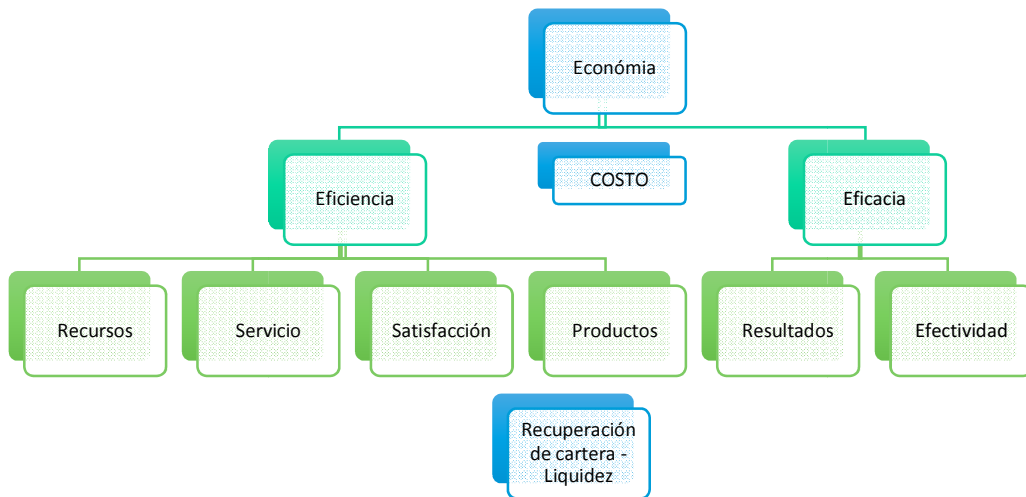 Económia
Eficiencia
COSTO
Eficacia
Recursos
Servicio
Satisfacción
Productos
Resultados
Efectividad
Recuperación
de cartera -
Liquidez